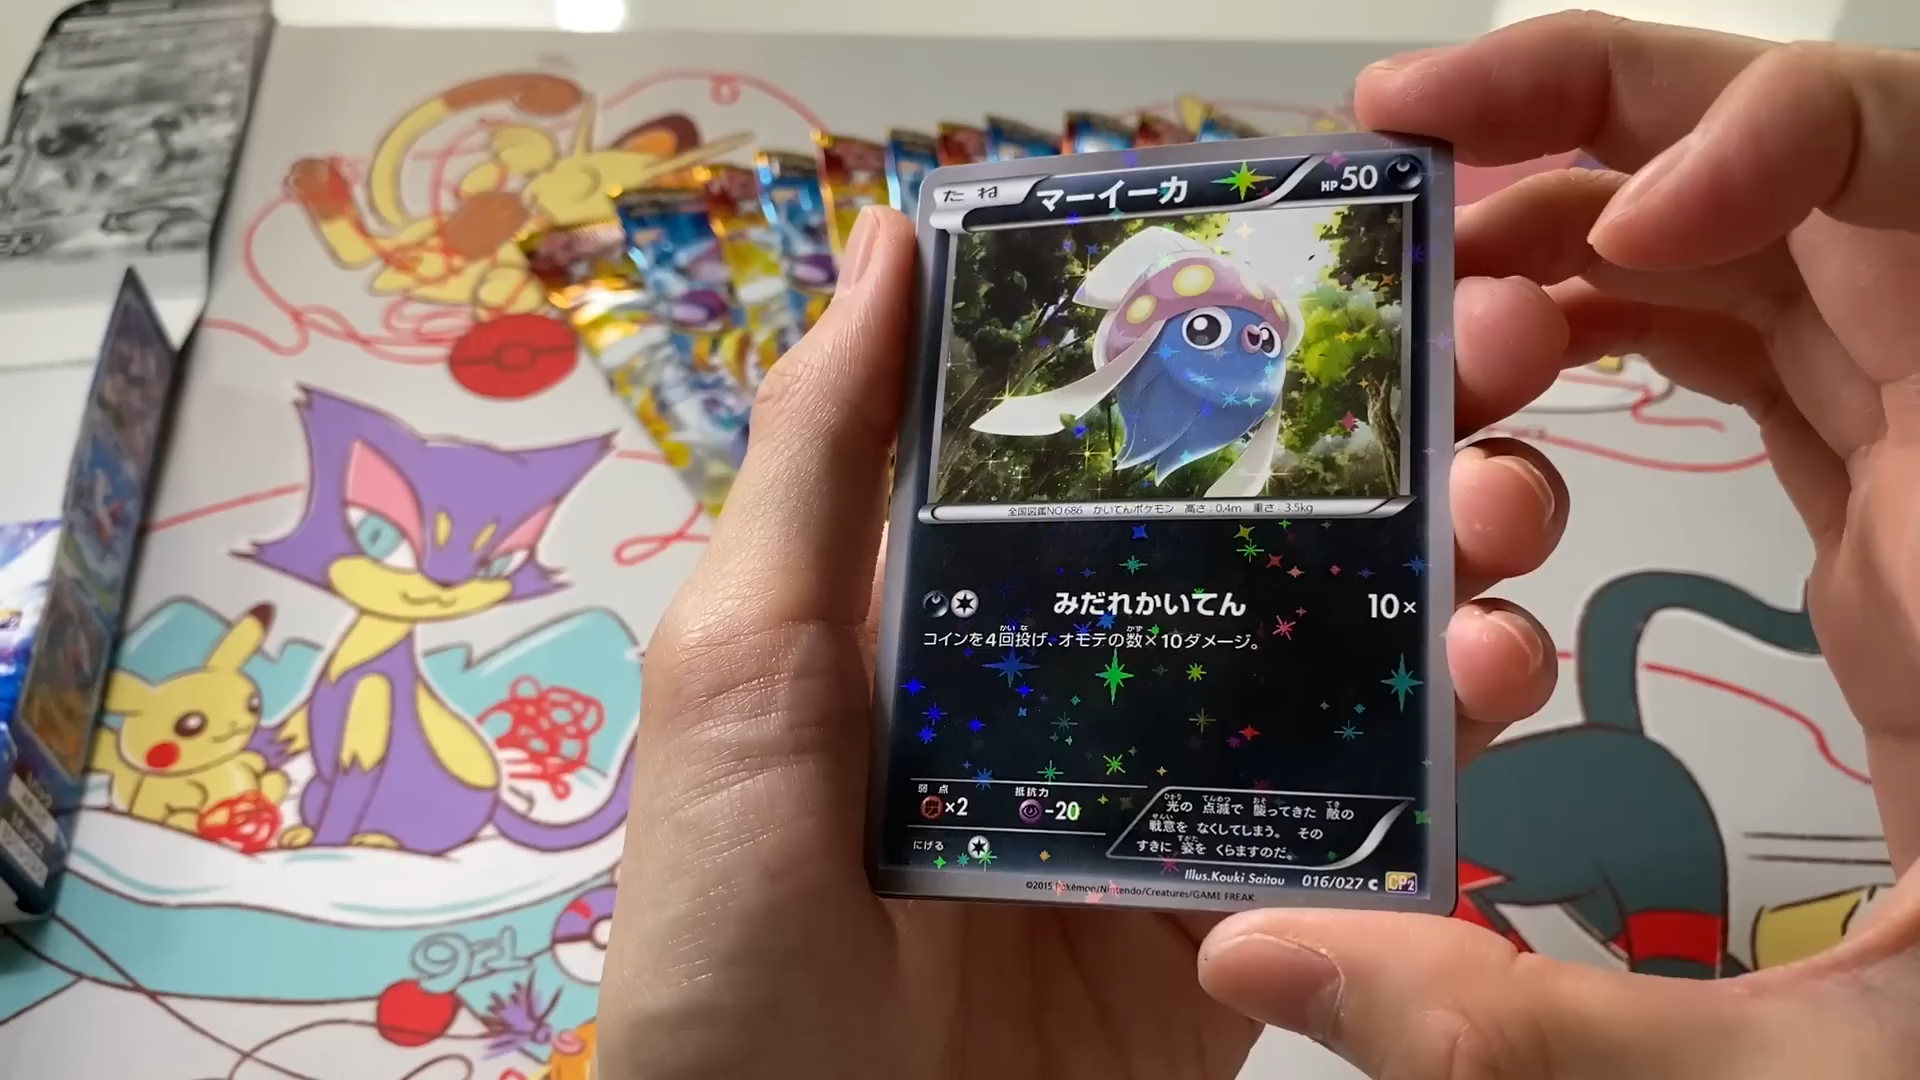 たね マーイーカ HP50
全国図鑑NO.686 かいてんポケモン 高さ:0.4m 重さ:3.5kg
みだれかいてん 10×
コインを4回投げ、オモテの数×10ダメージ。
弱点 抵抗力
×2 -20
にげる
光の 点滅で 襲ってきた 敵の
戦意を なくしてしまう。 その
すきに 姿を くらますのだ。
Illus.Kouki Saitou 016/027 C CP2
©2015 Pokémon/Nintendo/Creatures/GAME FREAK